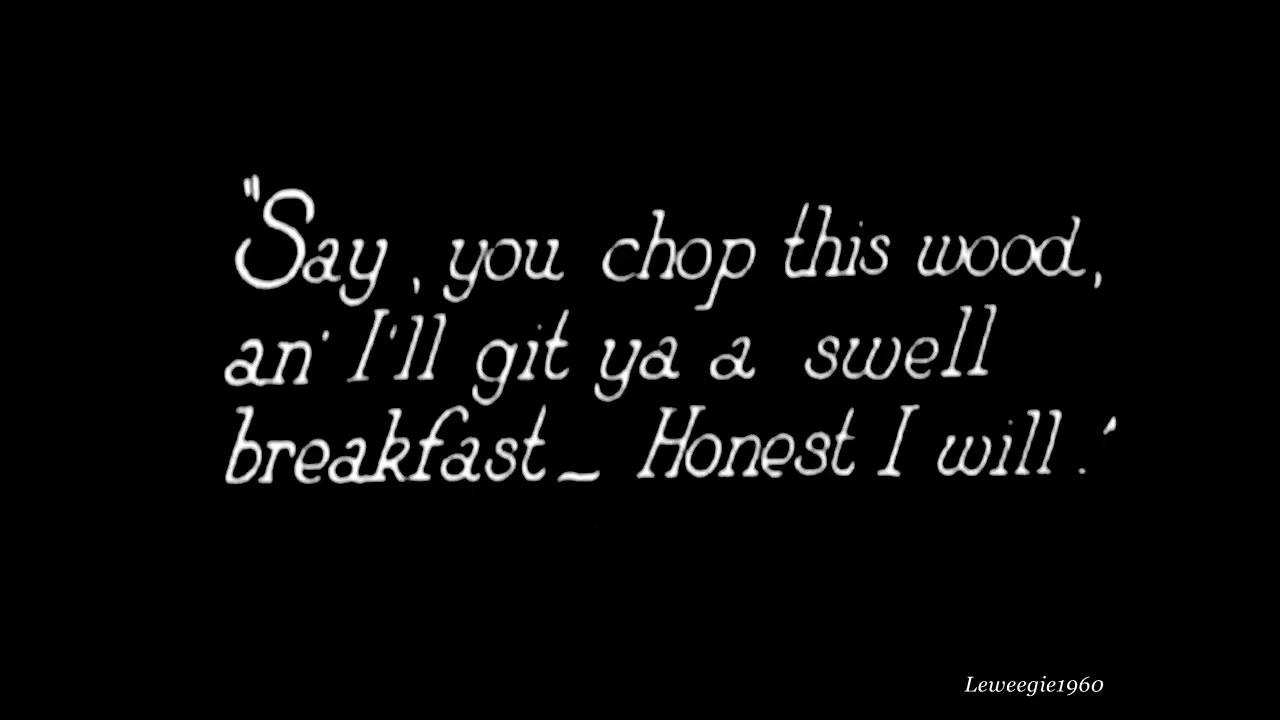 "Say, you chop this wood,
an' I'll git ya a swell
breakfast_ Honest I will.'
Leweegie1960